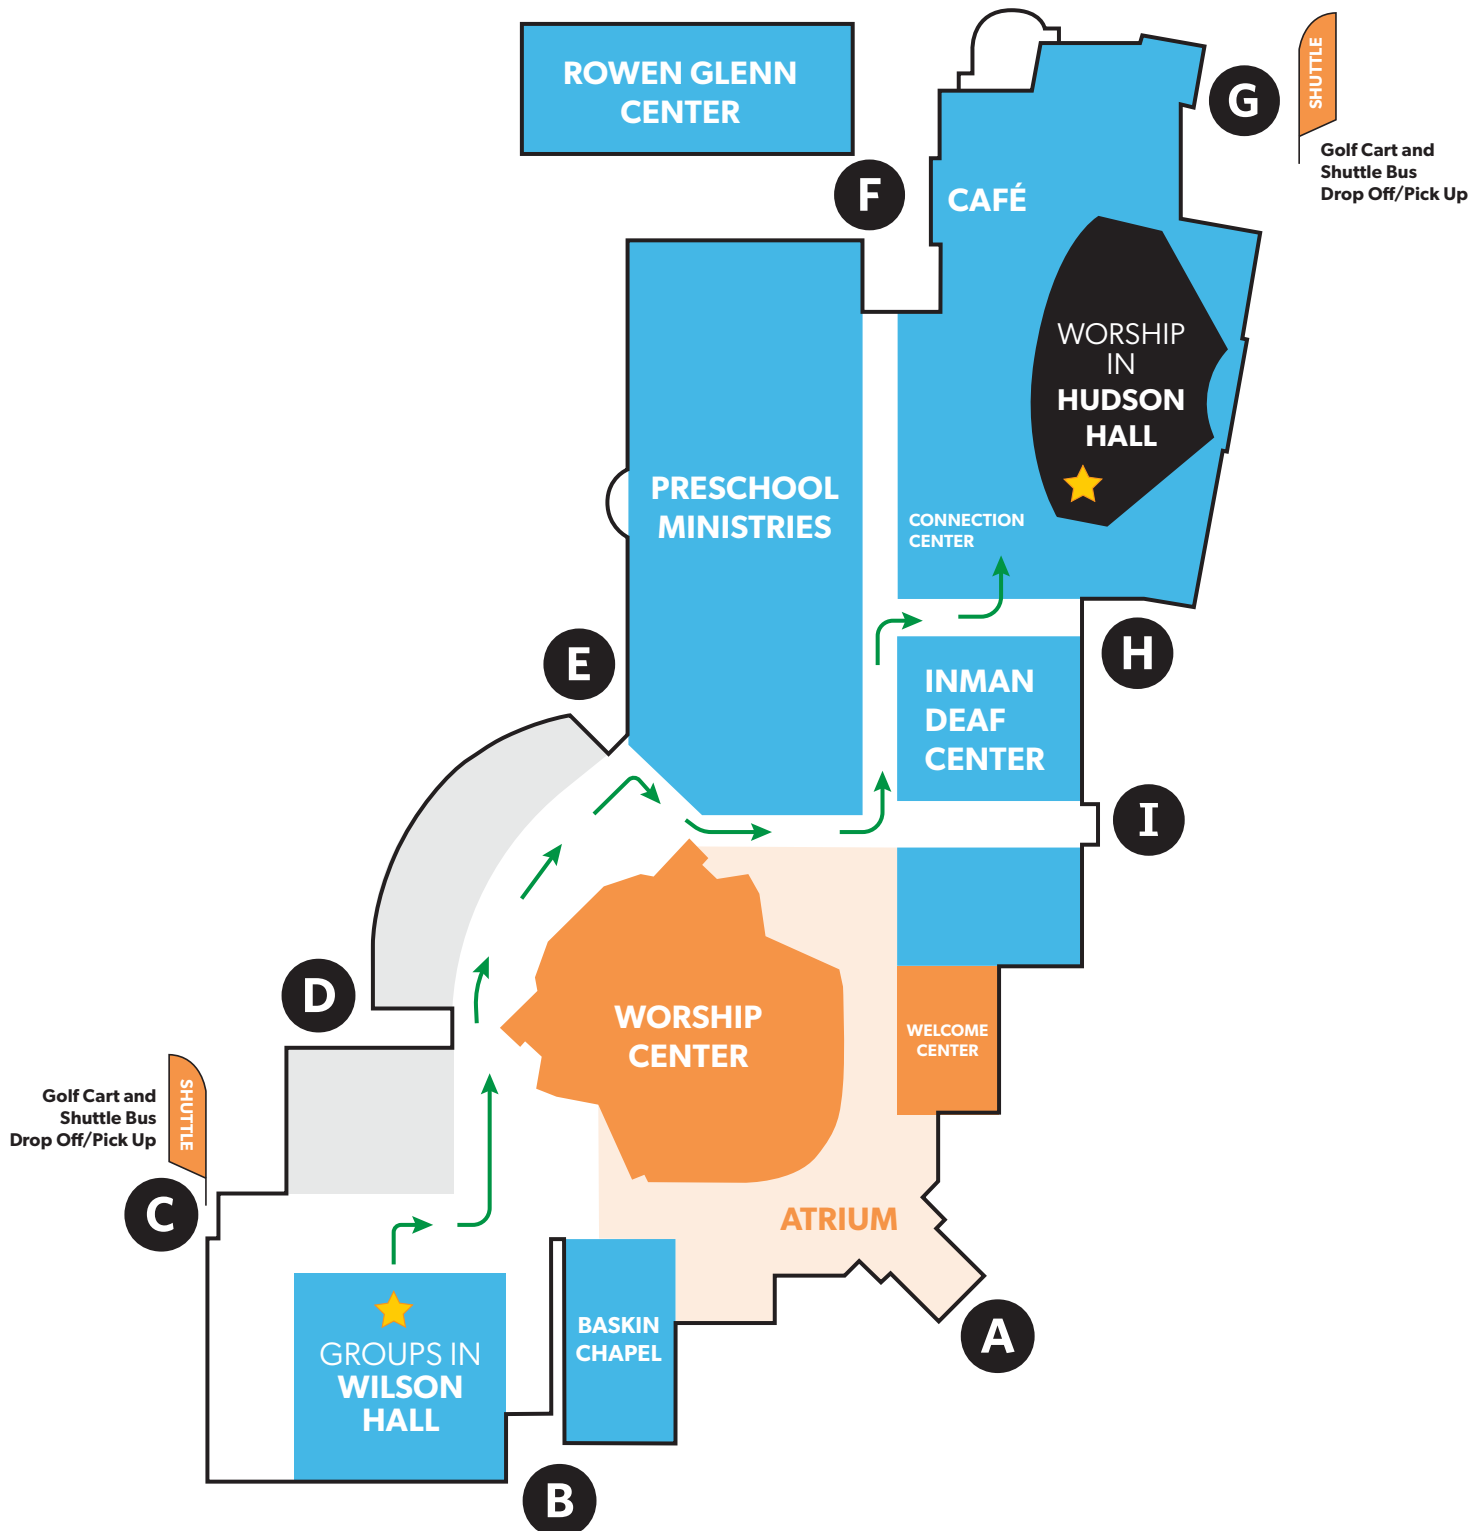 ROWEN GLENN
CENTER
G
SHUTTLE
Golf Cart and
Shuttle Bus
Drop Off/Pick Up
F
CAFÉ
WORSHIP
IN
HUDSON
HALL
PRESCHOOL
MINISTRIES
CONNECTION
CENTER
E
H
INMAN
DEAF
CENTER
I
D
WORSHIP
CENTER
WELCOME
CENTER
Golf Cart and
Shuttle Bus
Drop Off/Pick Up
SHUTTLE
C
ATRIUM
BASKIN
CHAPEL
A
GROUPS IN
WILSON
HALL
B